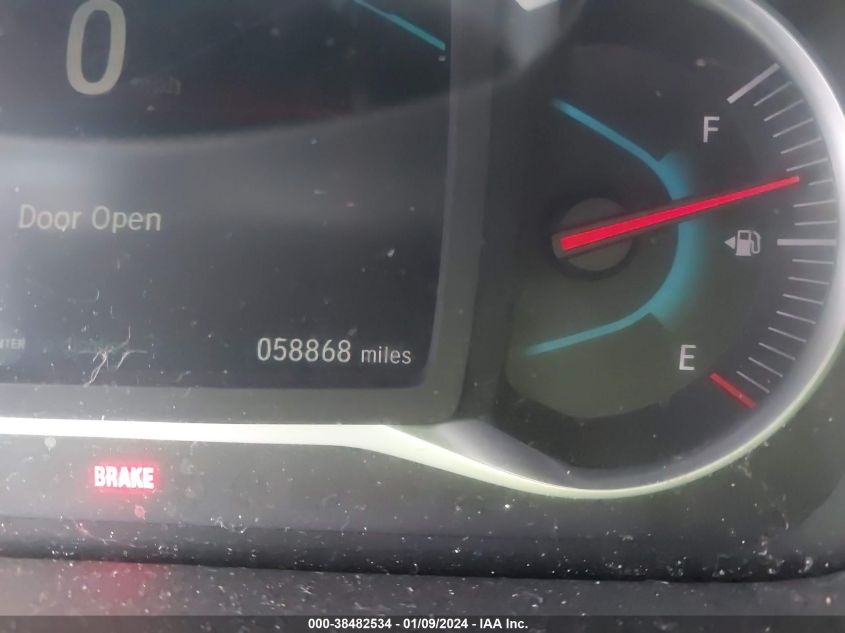 0
F
Door Open
E
058868 miles
BRAKE
000-38482534 - 01/09/2024 - IAA Inc.